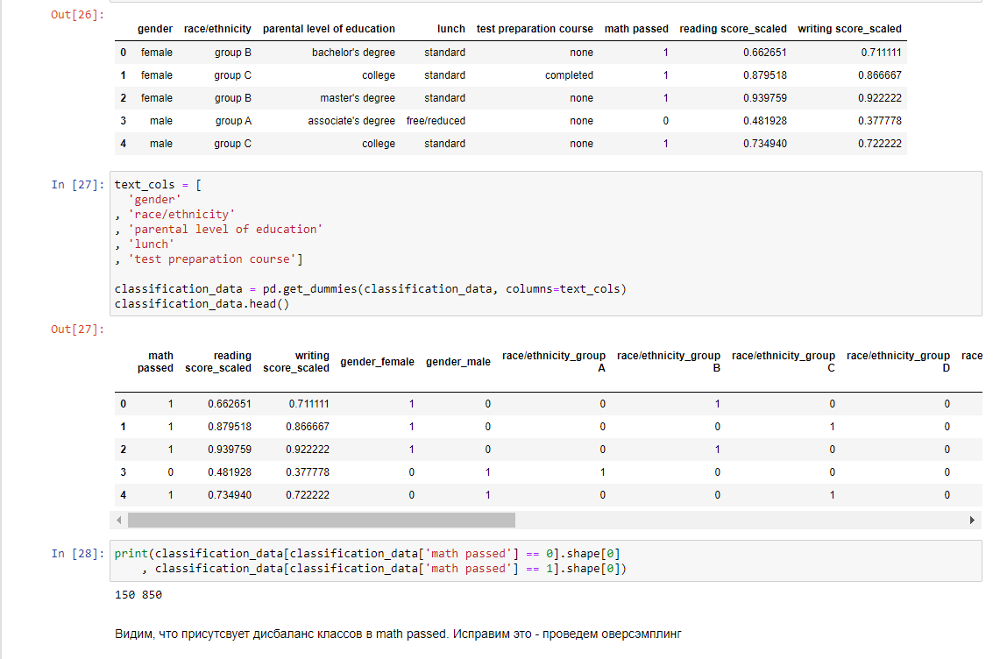 Out[26]:
gender race/ethnicity parental level of education lunch test preparation course math passed reading score_scaled writing score_scaled
0 female group B bachelor's degree standard none 1 0.662651 0.711111
1 female group C college standard completed 1 0.879518 0.866667
2 female group B master's degree standard none 1 0.939759 0.922222
3 male group A associate's degree free/reduced none 0 0.481928 0.377778
4 male group C college standard none 1 0.734940 0.722222
In [27]: text_cols = [
'gender'
, 'race/ethnicity'
, 'parental level of education'
, 'lunch'
, 'test preparation course']
classification_data = pd.get_dummies(classification_data, columns=text_cols)
classification_data.head()
Out[27]:
math reading writing gender_female gender_male race/ethnicity_group race/ethnicity_group race/ethnicity_group race/ethnicity_group race
passed score_scaled score_scaled A B C D
0 1 0.662651 0.711111 1 0 0 1 0 0
1 1 0.879518 0.866667 1 0 0 0 1 0
2 1 0.939759 0.922222 1 0 0 1 0 0
3 0 0.481928 0.377778 0 1 1 0 0 0
4 1 0.734940 0.722222 0 1 0 0 1 0
In [28]: print(classification_data[classification_data['math passed'] == 0].shape[0]
, classification_data[classification_data['math passed'] == 1].shape[0])
150 850
Видим, что присутсвует дисбаланс классов в math passed. Исправим это - проведем оверсэмплинг